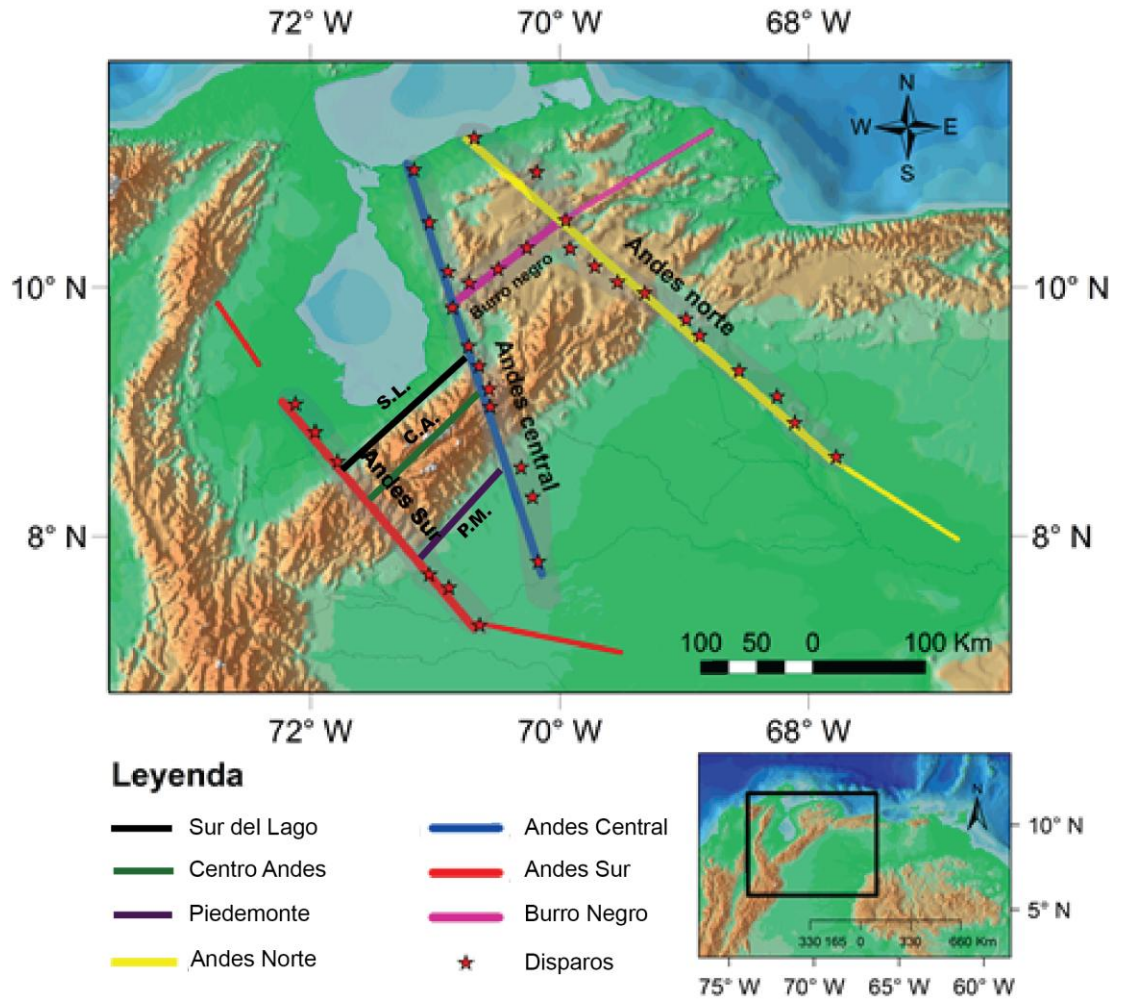 72° W 70° W 68° W
N
W E
S
10° N 10° N
Andes norte
Burro negro
Andes central
S.L.
C.A.
Andes Sur
P.M.
8° N 8° N
100 50 0 100 Km
72° W 70° W 68° W
Leyenda
Sur del Lago Andes Central
Centro Andes Andes Sur
Piedemonte Burro Negro
Andes Norte Disparos
N
10° N
5° N
330 165 0 330 660 Km
75° W 70° W 65° W 60° W